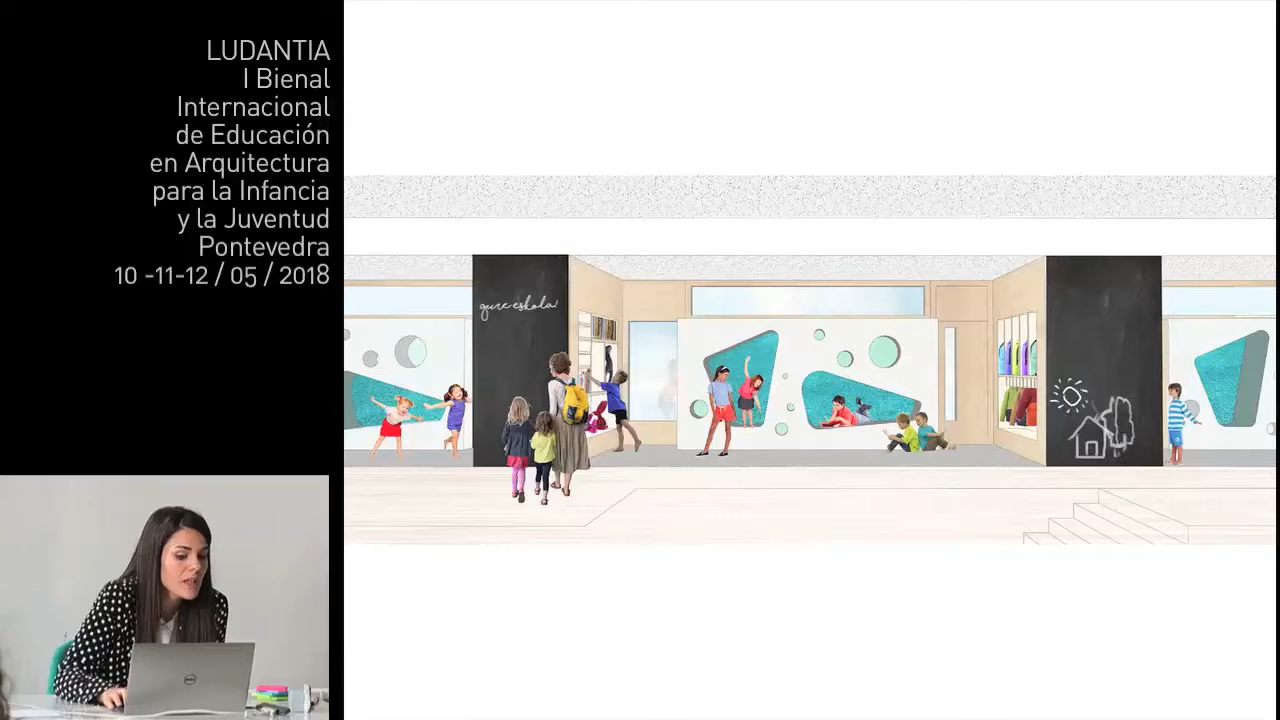 LUDANTIA
I Bienal
Internacional
de Educación
en Arquitectura
para la Infancia
y la Juventud
Pontevedra
10 -11-12 / 05 / 2018
gure eskola
DELL